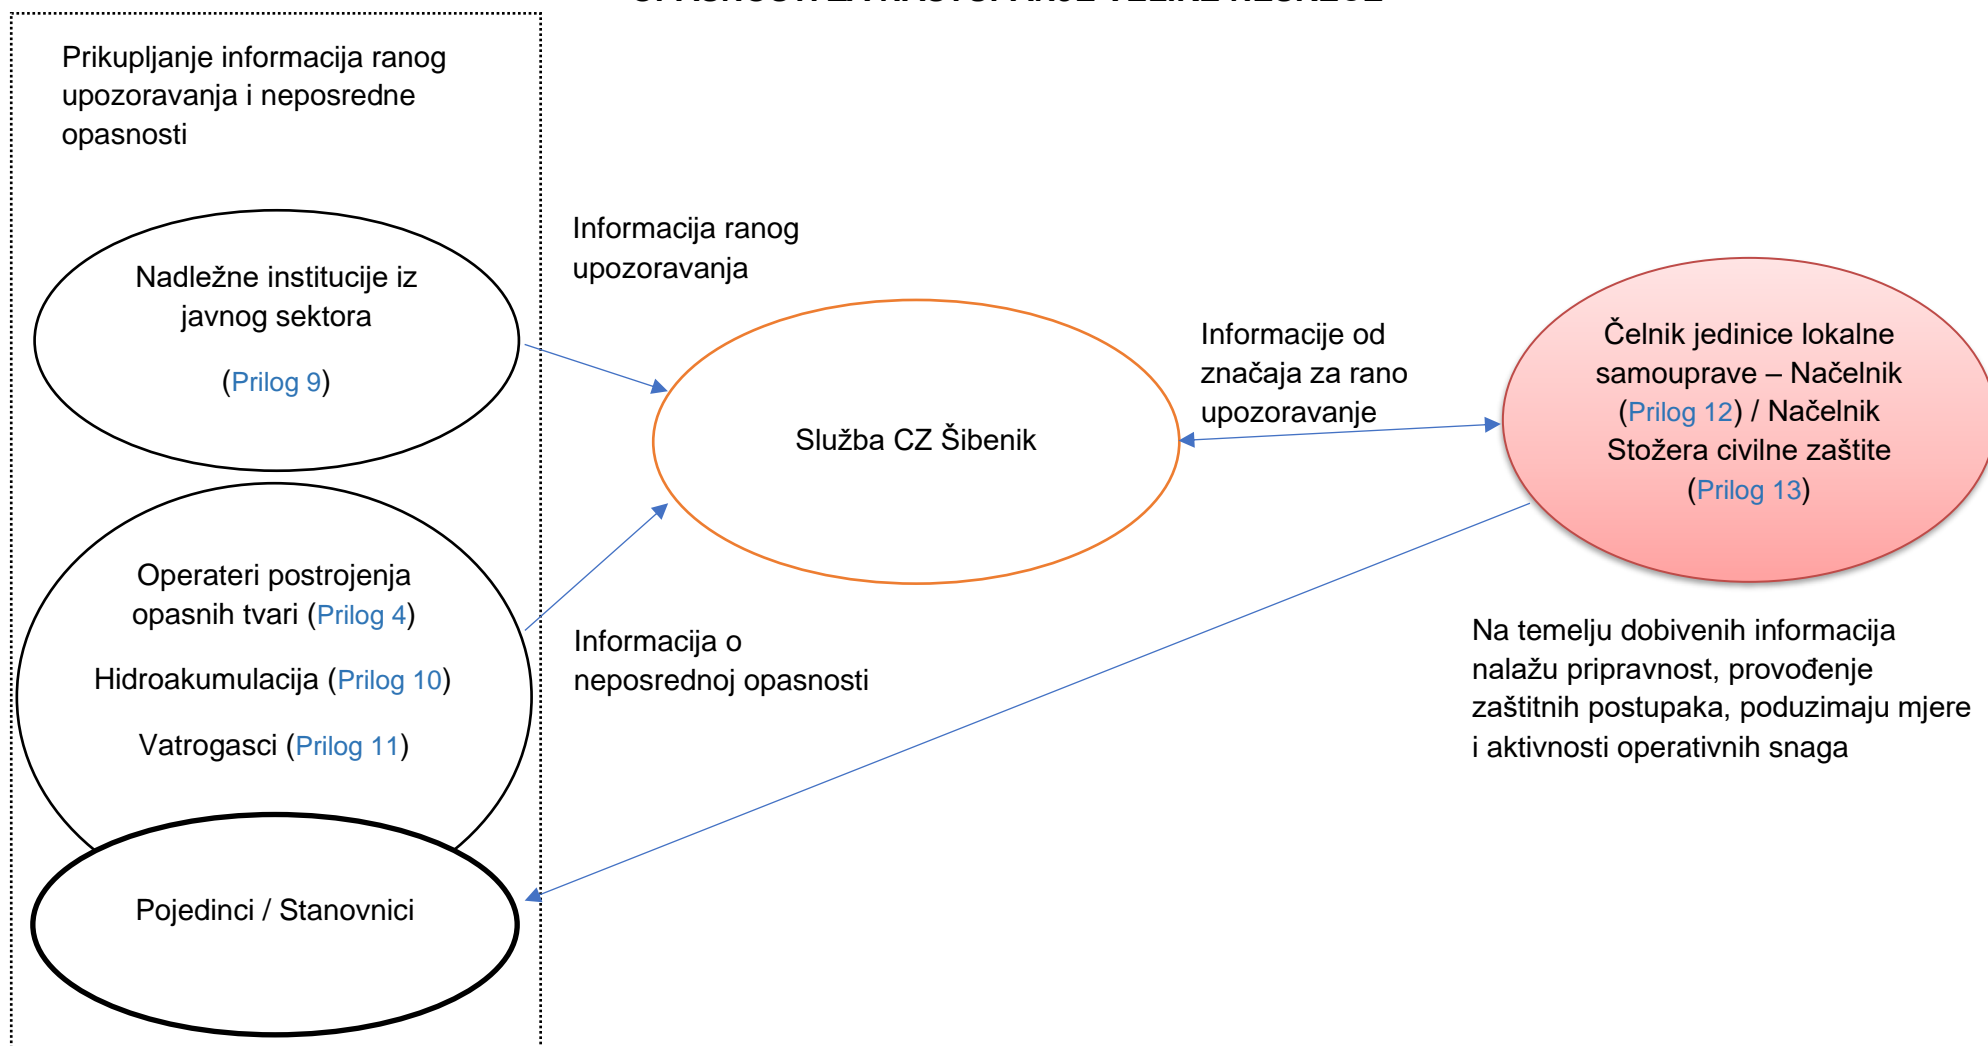 Prikupljanje informacija ranog
upozoravanja i neposredne
opasnosti
Nadležne institucije iz
javnog sektora
(Prilog 9)
Informacija ranog
upozoravanja
Služba CZ Šibenik
Informacije od
značaja za rano
upozoravanje
Čelnik jedinice lokalne
samouprave – Načelnik
(Prilog 12) / Načelnik
Stožera civilne zaštite
(Prilog 13)
Operateri postrojenja
opasnih tvari (Prilog 4)
Hidroakumulacija (Prilog 10)
Vatrogasci (Prilog 11)
Informacija o
neposrednoj opasnosti
Na temelju dobivenih informacija
nalažu pripravnost, provođenje
zaštitnih postupaka, poduzimaju mjere
i aktivnosti operativnih snaga
Pojedinci / Stanovnici